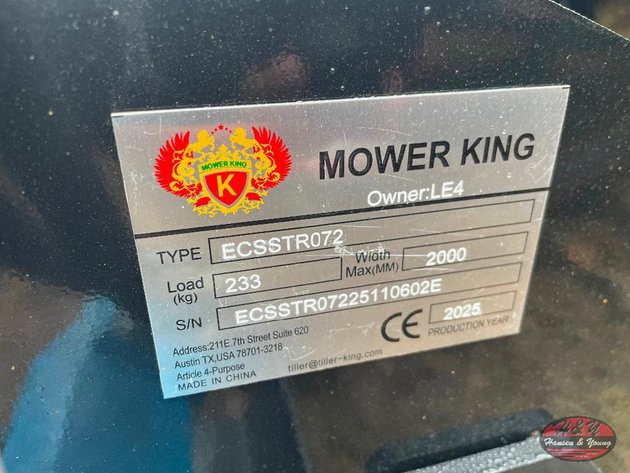 MOWER KING
K
MOWER KING
Owner:LE4
TYPE ECSSTR072
Load (kg) 233 Width Max(MM) 2000
S/N ECSSTR07225110602E
CE 2025
PRODUCTION YEAR
Address:211E.7th Street Suite 620
Austin TX,USA 78701-3218
Article 4-Purpose
MADE IN CHINA
tiller@tiller-king.com
H&Y
Hansen & Young